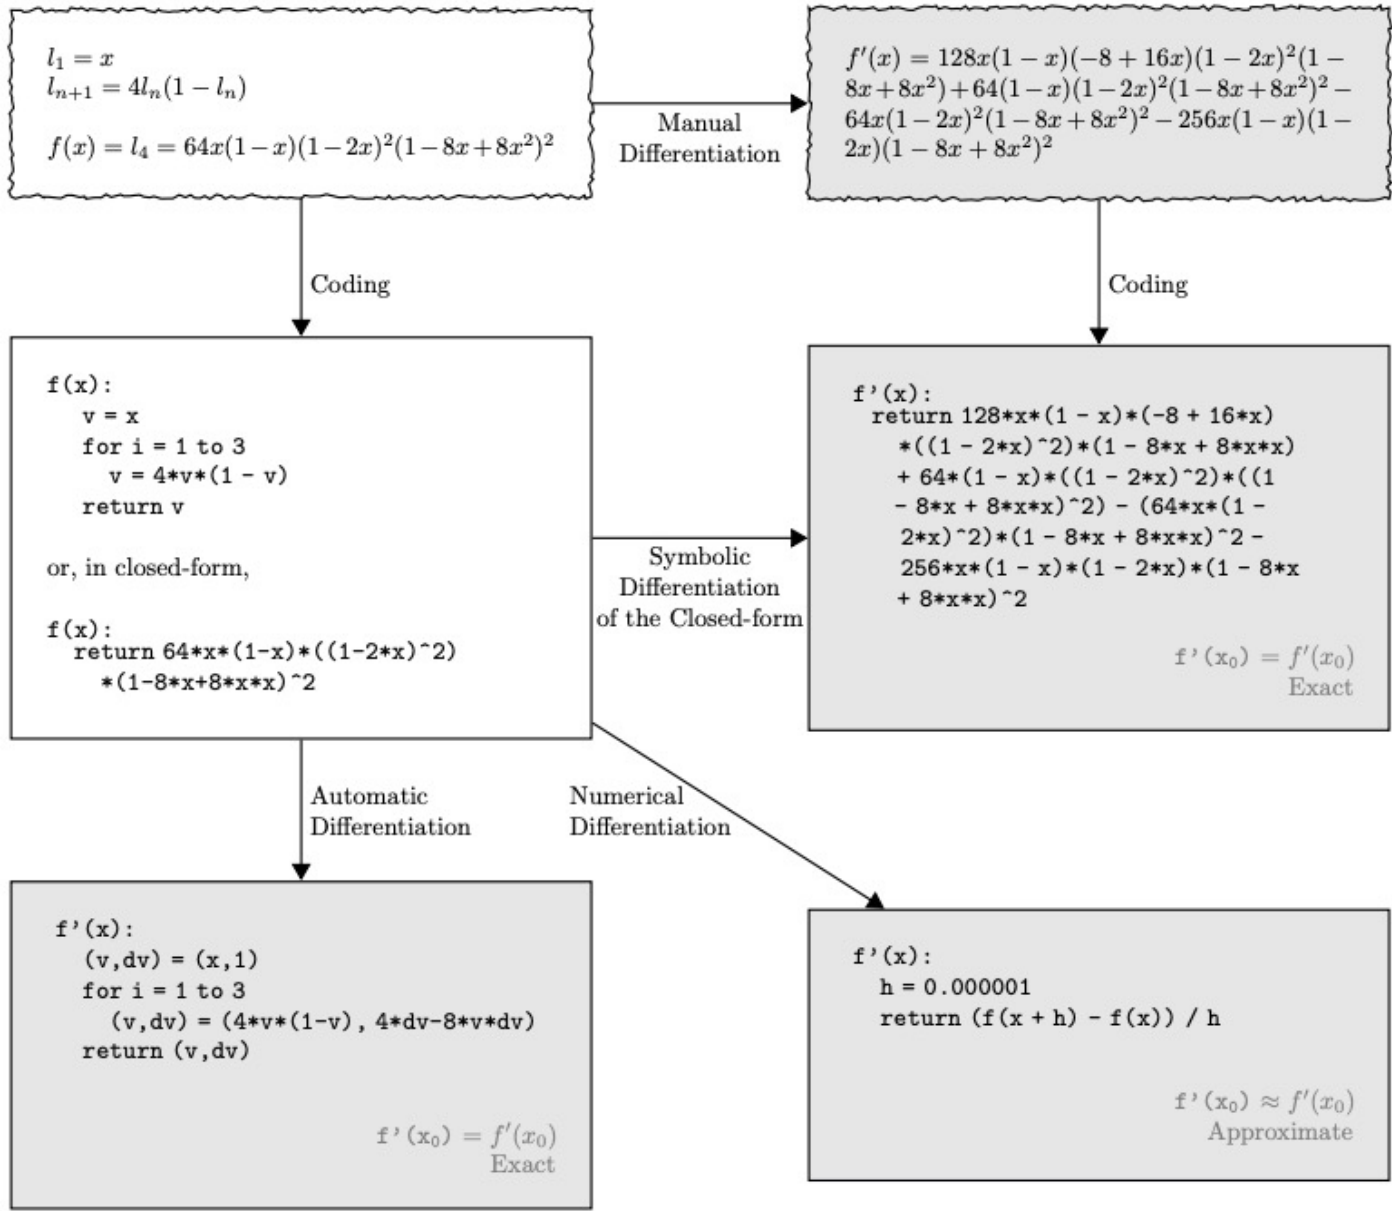 l₁ = x
lₙ₊₁ = 4lₙ(1 − lₙ)
f(x) = l₄ = 64x(1−x)(1−2x)²(1−8x+8x²)²
Manual
Differentiation
f′(x) = 128x(1 − x)(−8 + 16x)(1 − 2x)²(1 −
8x+8x²)+64(1−x)(1−2x)²(1−8x+8x²)² −
64x(1 − 2x)²(1 − 8x + 8x²)² − 256x(1 − x)(1 −
2x)(1 − 8x + 8x²)²
Coding
Coding
f(x):
v = x
for i = 1 to 3
v = 4*v*(1 - v)
return v
or, in closed-form,
f(x):
return 64*x*(1-x)*((1-2*x)^2)
*(1-8*x+8*x*x)^2
Symbolic
Differentiation
of the Closed-form
f'(x):
return 128*x*(1 - x)*(-8 + 16*x)
*((1 - 2*x)^2)*(1 - 8*x + 8*x*x)
+ 64*(1 - x)*((1 - 2*x)^2)*((1
- 8*x + 8*x*x)^2) - (64*x*(1 -
2*x)^2)*(1 - 8*x + 8*x*x)^2 -
256*x*(1 - x)*(1 - 2*x)*(1 - 8*x
+ 8*x*x)^2
f'(x₀) = f′(x₀)
Exact
Automatic
Differentiation
Numerical
Differentiation
f'(x):
(v,dv) = (x,1)
for i = 1 to 3
(v,dv) = (4*v*(1-v), 4*dv-8*v*dv)
return (v,dv)
f'(x₀) = f′(x₀)
Exact
f'(x):
h = 0.000001
return (f(x + h) - f(x)) / h
f'(x₀) ≈ f′(x₀)
Approximate